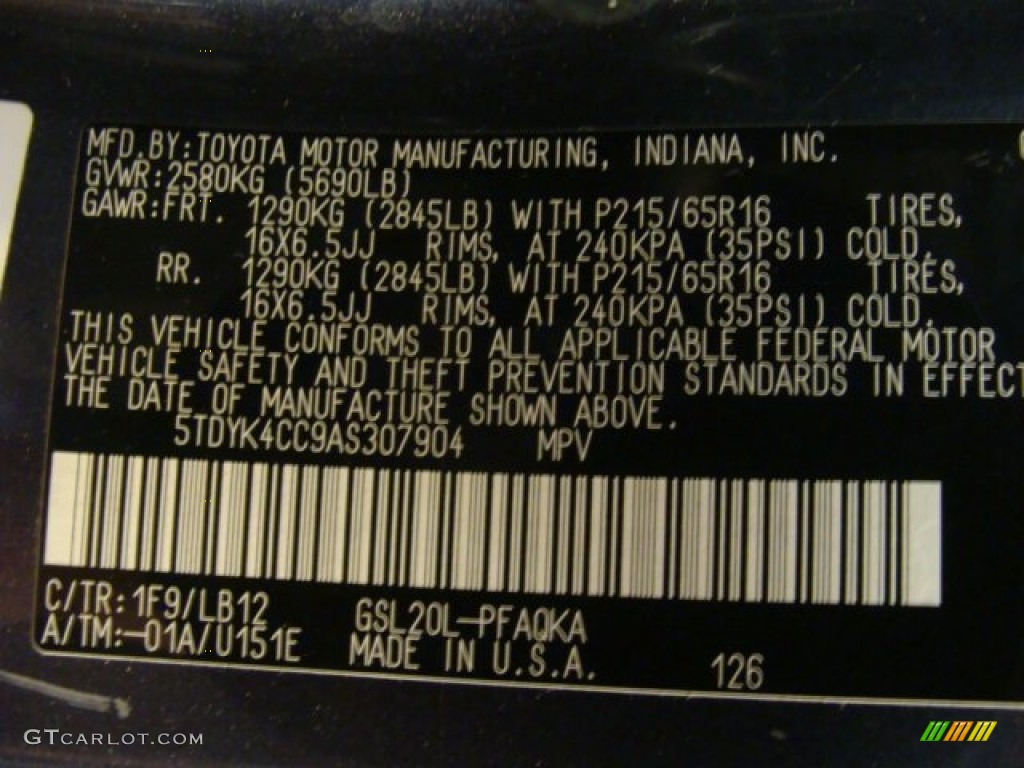 MFD.BY:TOYOTA MOTOR MANUFACTURING, INDIANA, INC.
GVWR:2580KG (5690LB)
GAWR:FRT. 1290KG (2845LB) WITH P215/65R16 TIRES,
16X6.5JJ RIMS, AT 240KPA (35PSI) COLD.
RR. 1290KG (2845LB) WITH P215/65R16 TIRES,
16X6.5JJ RIMS, AT 240KPA (35PSI) COLD.
THIS VEHICLE CONFORMS TO ALL APPLICABLE FEDERAL MOTOR
VEHICLE SAFETY AND THEFT PREVENTION STANDARDS IN EFFECT
THE DATE OF MANUFACTURE SHOWN ABOVE.
5TDYK4CC9AS307904 MPV
C/TR:1F9/LB12 GSL20L-PFAQKA
A/TM:-01A/U151E MADE IN U.S.A. 126
GTCARLOT.COM